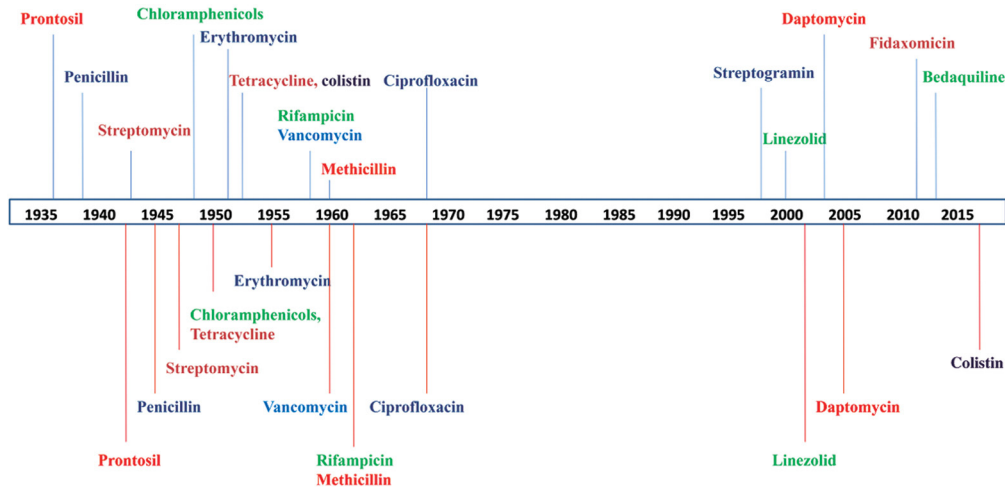 Prontosil
Chloramphenicols
Daptomycin
Erythromycin
Fidaxomicin
Penicillin
Tetracycline, colistin
Ciprofloxacin
Streptogramin
Bedaquiline
Rifampicin
Vancomycin
Streptomycin
Linezolid
Methicillin
1935 1940 1945 1950 1955 1960 1965 1970 1975 1980 1985 1990 1995 2000 2005 2010 2015
Erythromycin
Chloramphenicols,
Tetracycline
Streptomycin
Colistin
Penicillin
Vancomycin
Ciprofloxacin
Daptomycin
Prontosil
Rifampicin
Methicillin
Linezolid